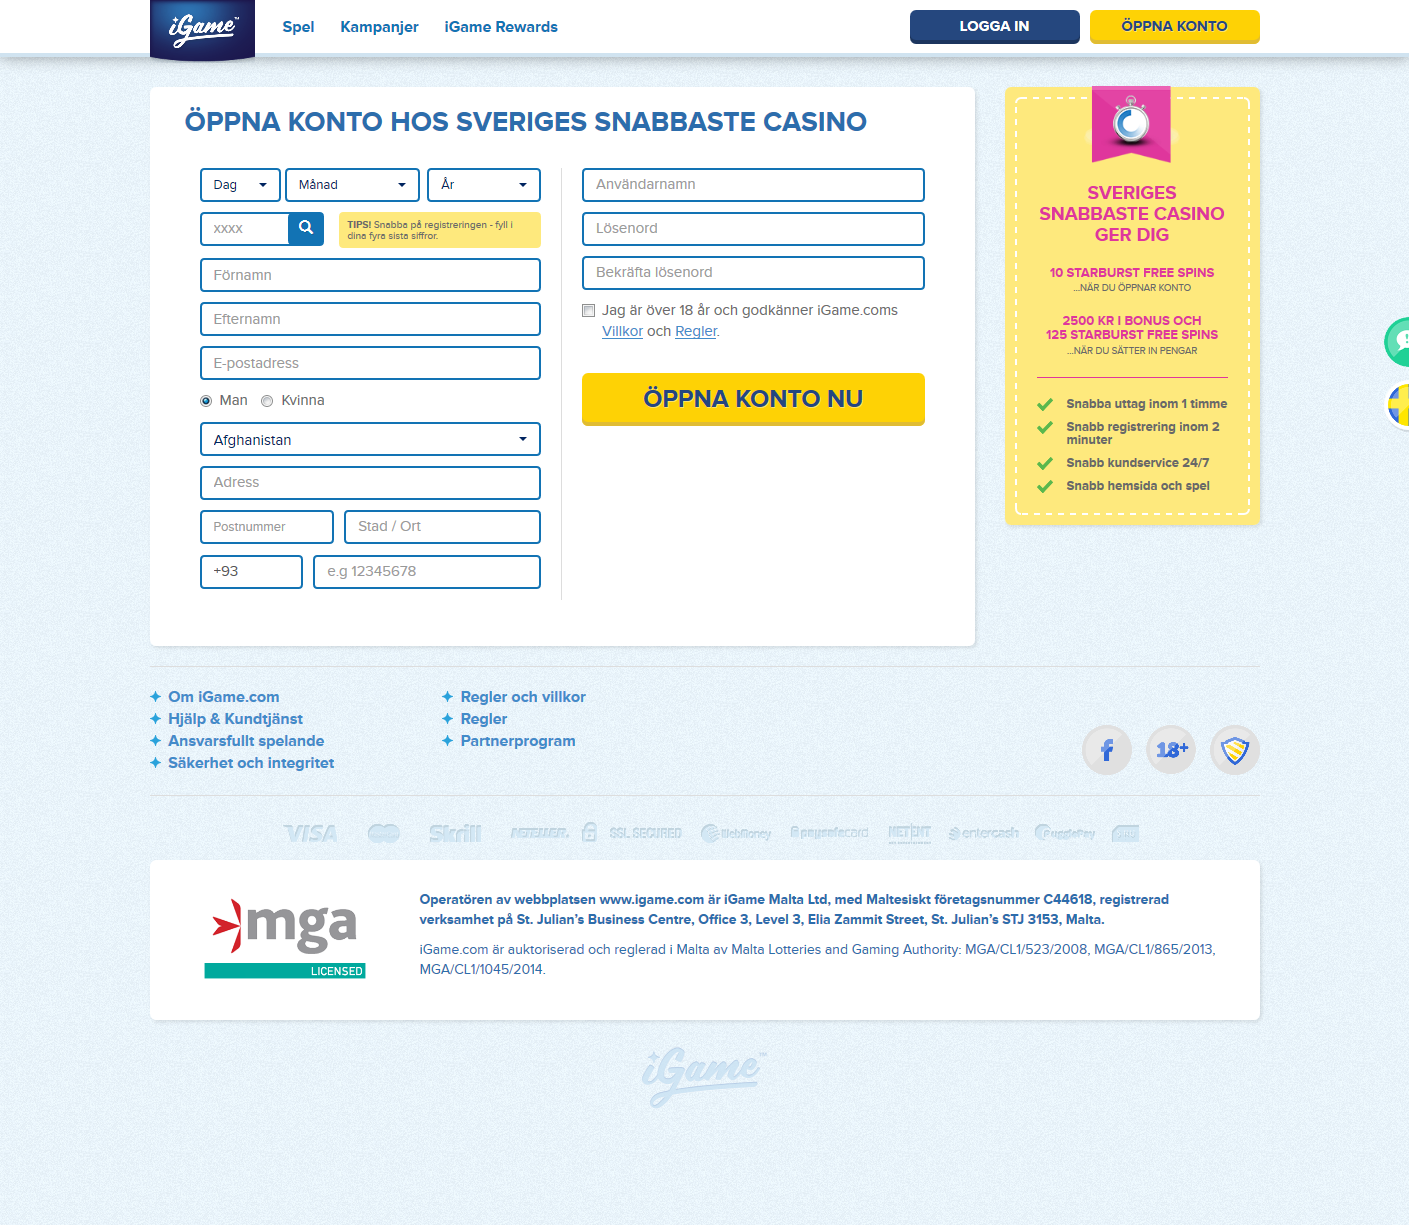 iGame™
Spel
Kampanjer
iGame Rewards
LOGGA IN
ÖPPNA KONTO
ÖPPNA KONTO HOS SVERIGES SNABBASTE CASINO
Dag
Månad
År
xxxx
TIPS! Snabba på registreringen - fyll i
dina fyra sista siffror.
Förnamn
Efternamn
E-postadress
Man
Kvinna
Afghanistan
Adress
Postnummer
Stad / Ort
+93
e.g 12345678
Användarnamn
Lösenord
Bekräfta lösenord
Jag är över 18 år och godkänner iGame.coms
Villkor och Regler.
ÖPPNA KONTO NU
SVERIGES
SNABBASTE CASINO
GER DIG
10 STARBURST FREE SPINS
...NÄR DU ÖPPNAR KONTO
2500 KR I BONUS OCH
125 STARBURST FREE SPINS
...NÄR DU SÄTTER IN PENGAR
Snabba uttag inom 1 timme
Snabb registrering inom 2
minuter
Snabb kundservice 24/7
Snabb hemsida och spel
Om iGame.com
Hjälp & Kundtjänst
Ansvarsfullt spelande
Säkerhet och integritet
Regler och villkor
Regler
Partnerprogram
f
18+
VISA
Skrill
NETELLER.
SSL SECURED
WebMoney
paysafecard
NETENT
entercash
PugglePay
mga
LICENSED
Operatören av webbplatsen www.igame.com är iGame Malta Ltd, med Maltesiskt företagsnummer C44618, registrerad
verksamhet på St. Julian's Business Centre, Office 3, Level 3, Elia Zammit Street, St. Julian's STJ 3153, Malta.
iGame.com är auktoriserad och reglerad i Malta av Malta Lotteries and Gaming Authority: MGA/CL1/523/2008, MGA/CL1/865/2013,
MGA/CL1/1045/2014.
iGame™